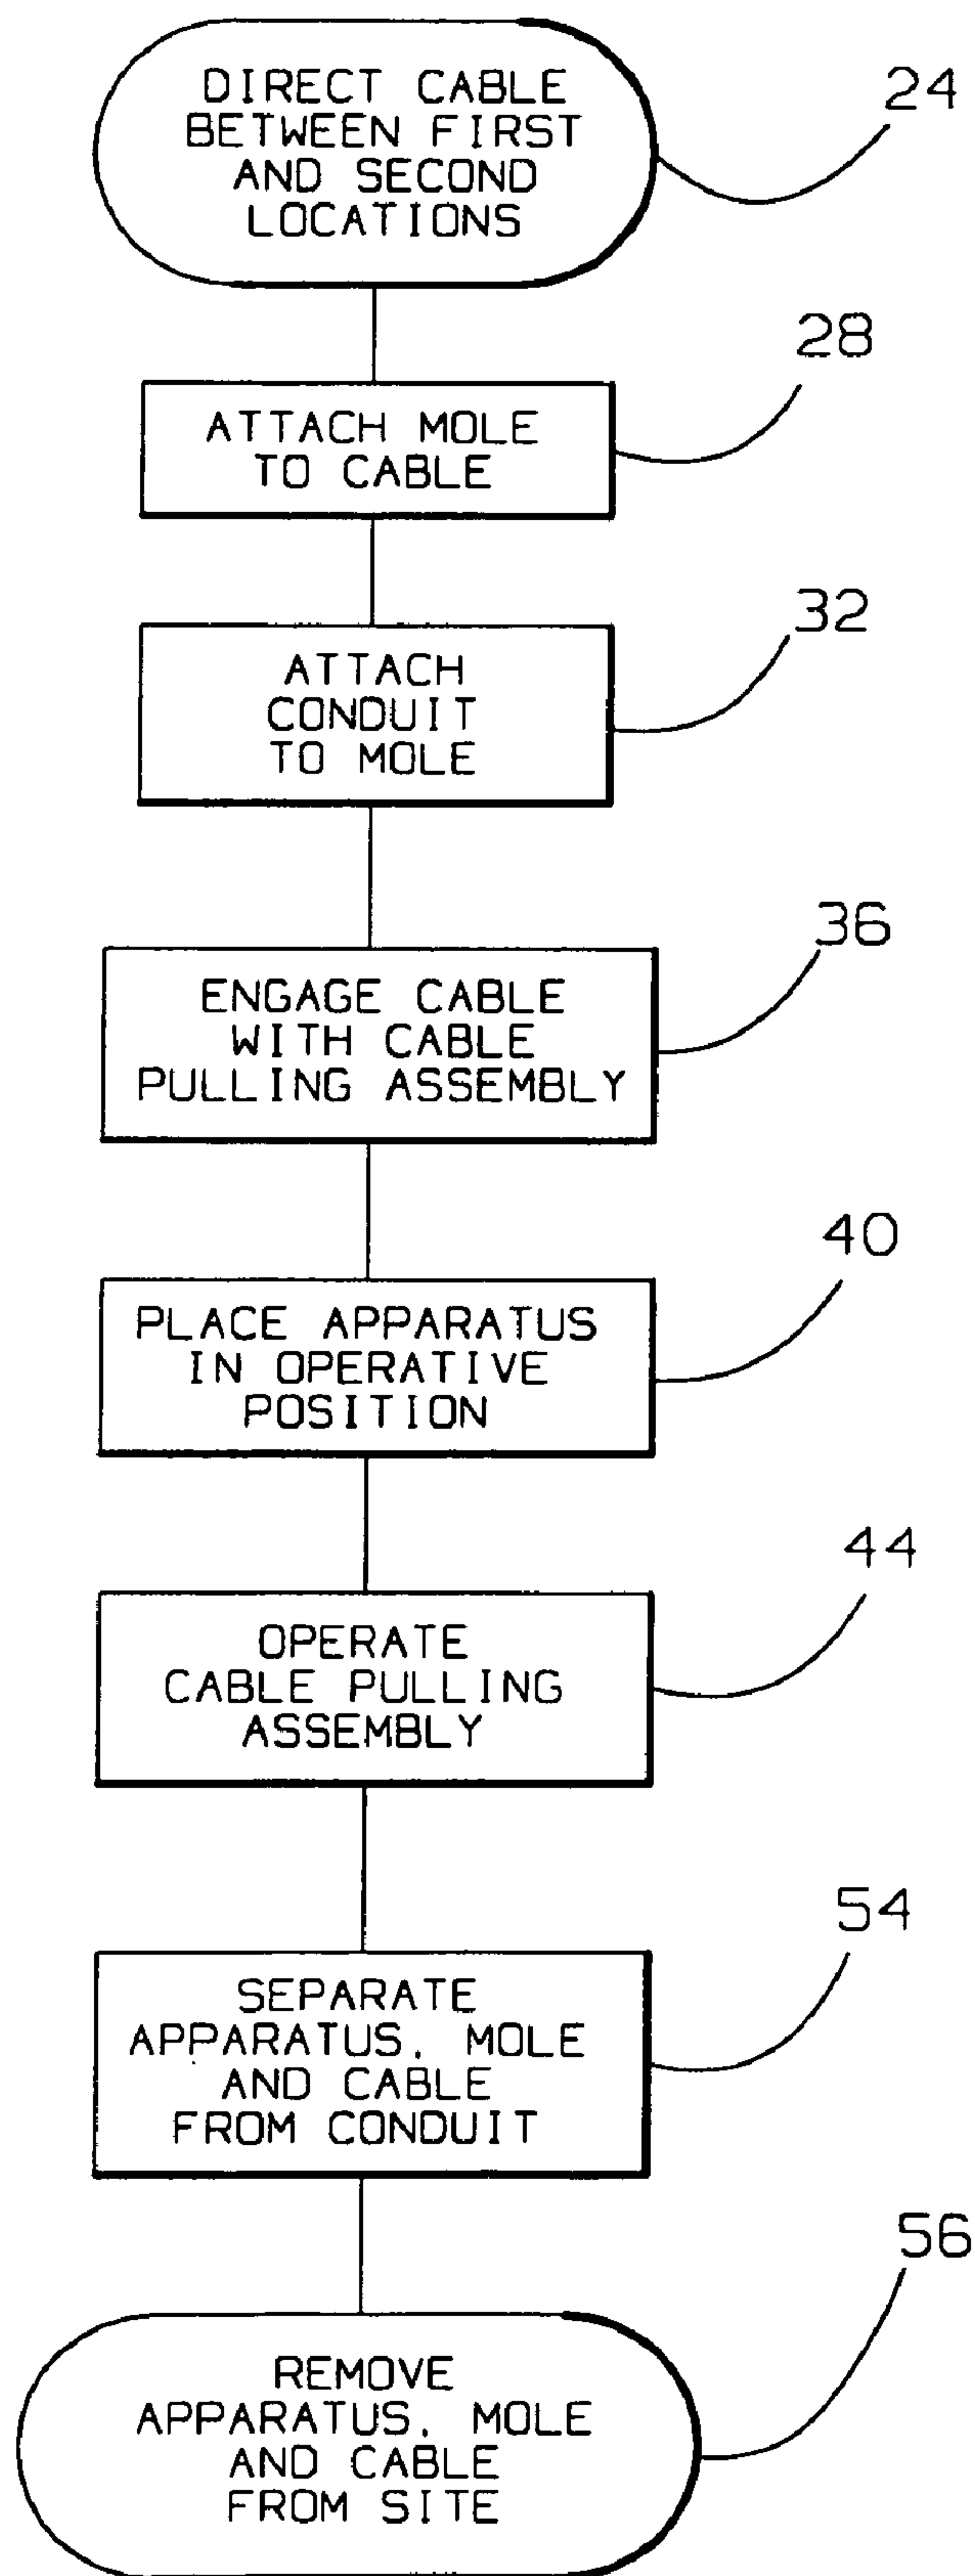 DIRECT CABLE
BETWEEN FIRST
AND SECOND
LOCATIONS
24
ATTACH MOLE
TO CABLE
28
ATTACH
CONDUIT
TO MOLE
32
ENGAGE CABLE
WITH CABLE
PULLING ASSEMBLY
36
PLACE APPARATUS
IN OPERATIVE
POSITION
40
OPERATE
CABLE PULLING
ASSEMBLY
44
SEPARATE
APPARATUS, MOLE
AND CABLE
FROM CONDUIT
54
REMOVE
APPARATUS, MOLE
AND CABLE
FROM SITE
56